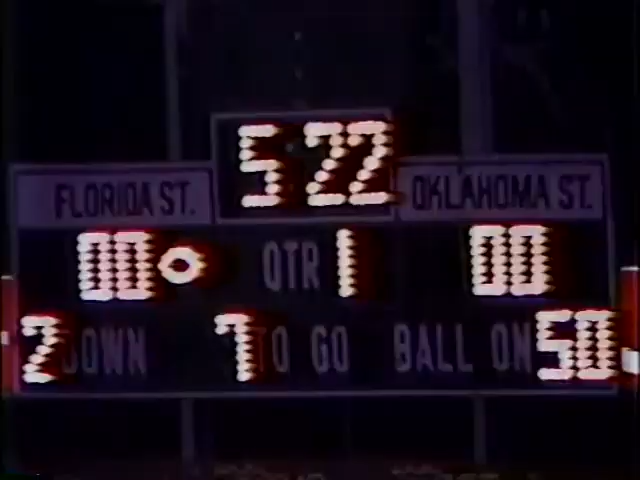 5 22
FLORIDA ST. OKLAHOMA ST.
00 QTR 1 00
2 DOWN 7 TO GO BALL ON 50